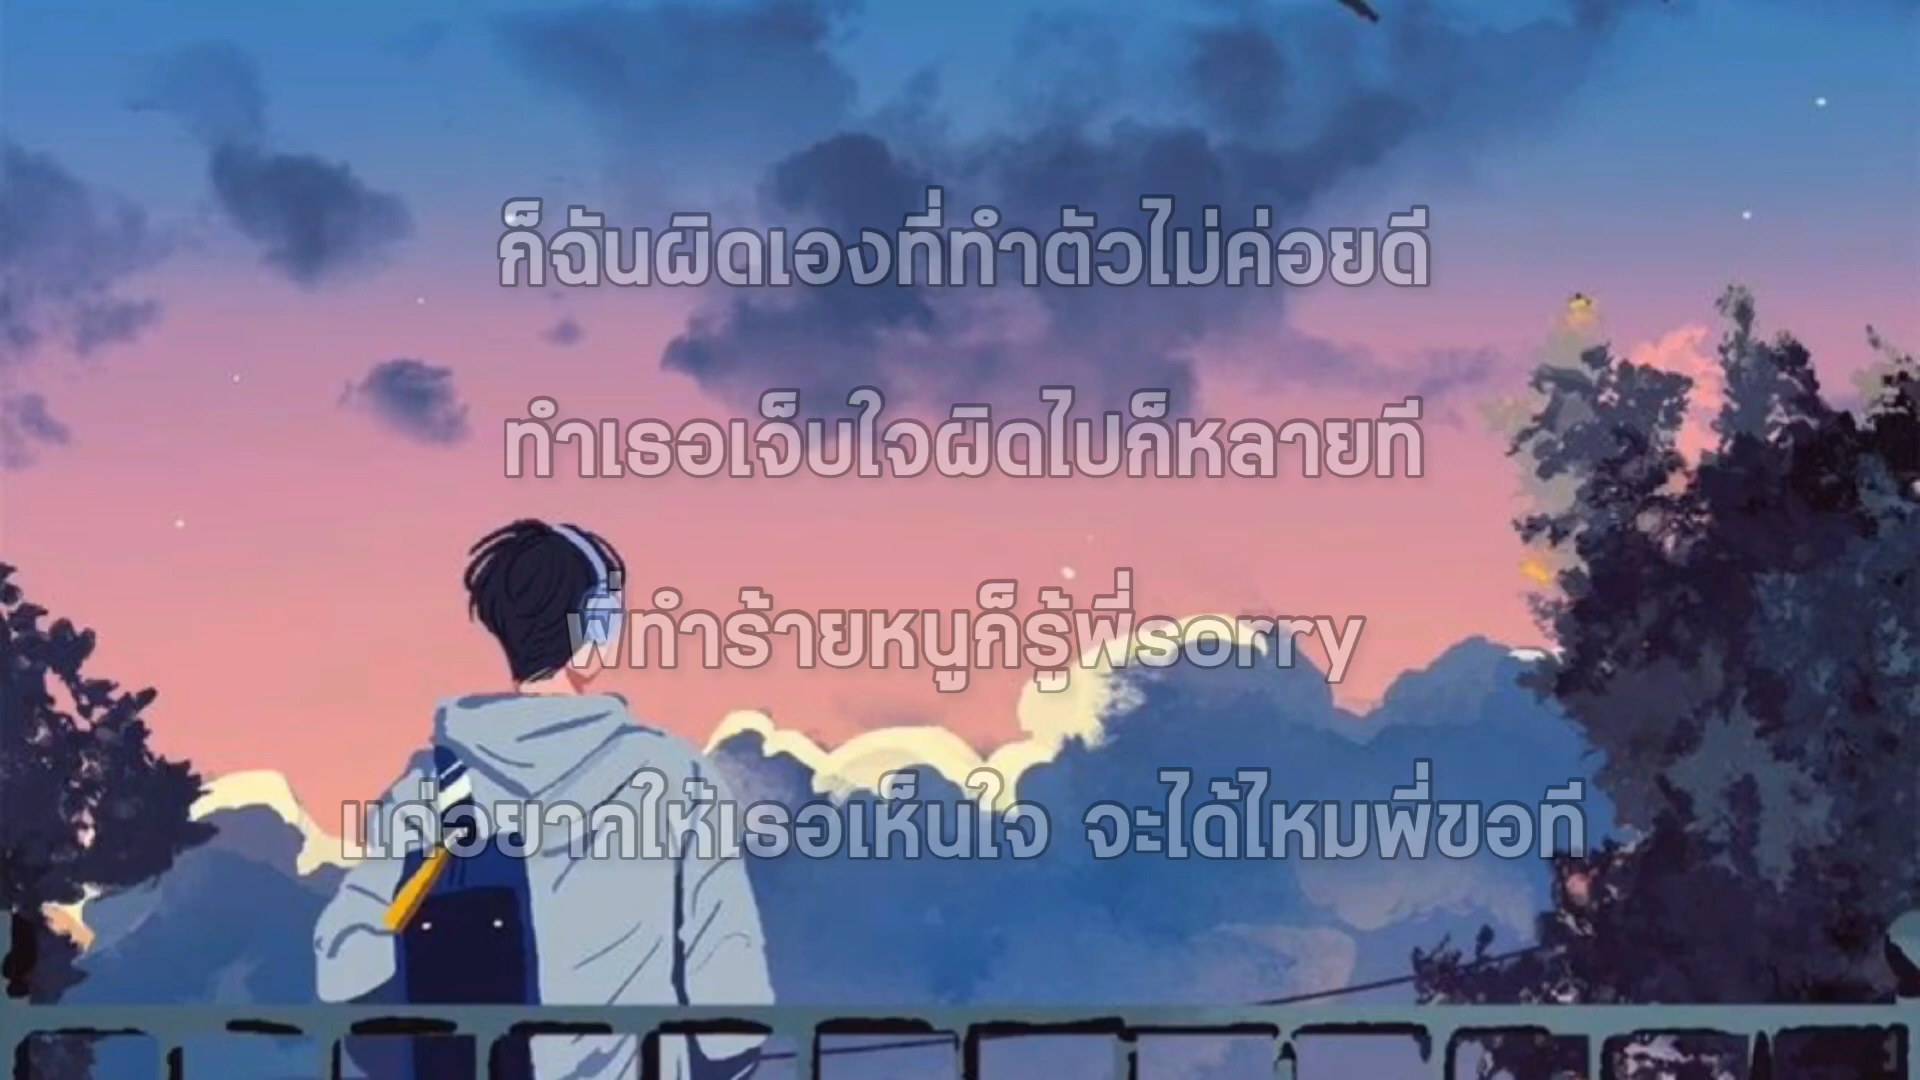 ก็ฉันผิดเองที่ทำตัวไม่ค่อยดี
ทำเธอเจ็บใจผิดไปก็หลายที
พี่ทำร้ายหนูก็รู้พี่sorry
แค่อยากให้เธอเห็นใจ จะได้ไหมพี่ขอที